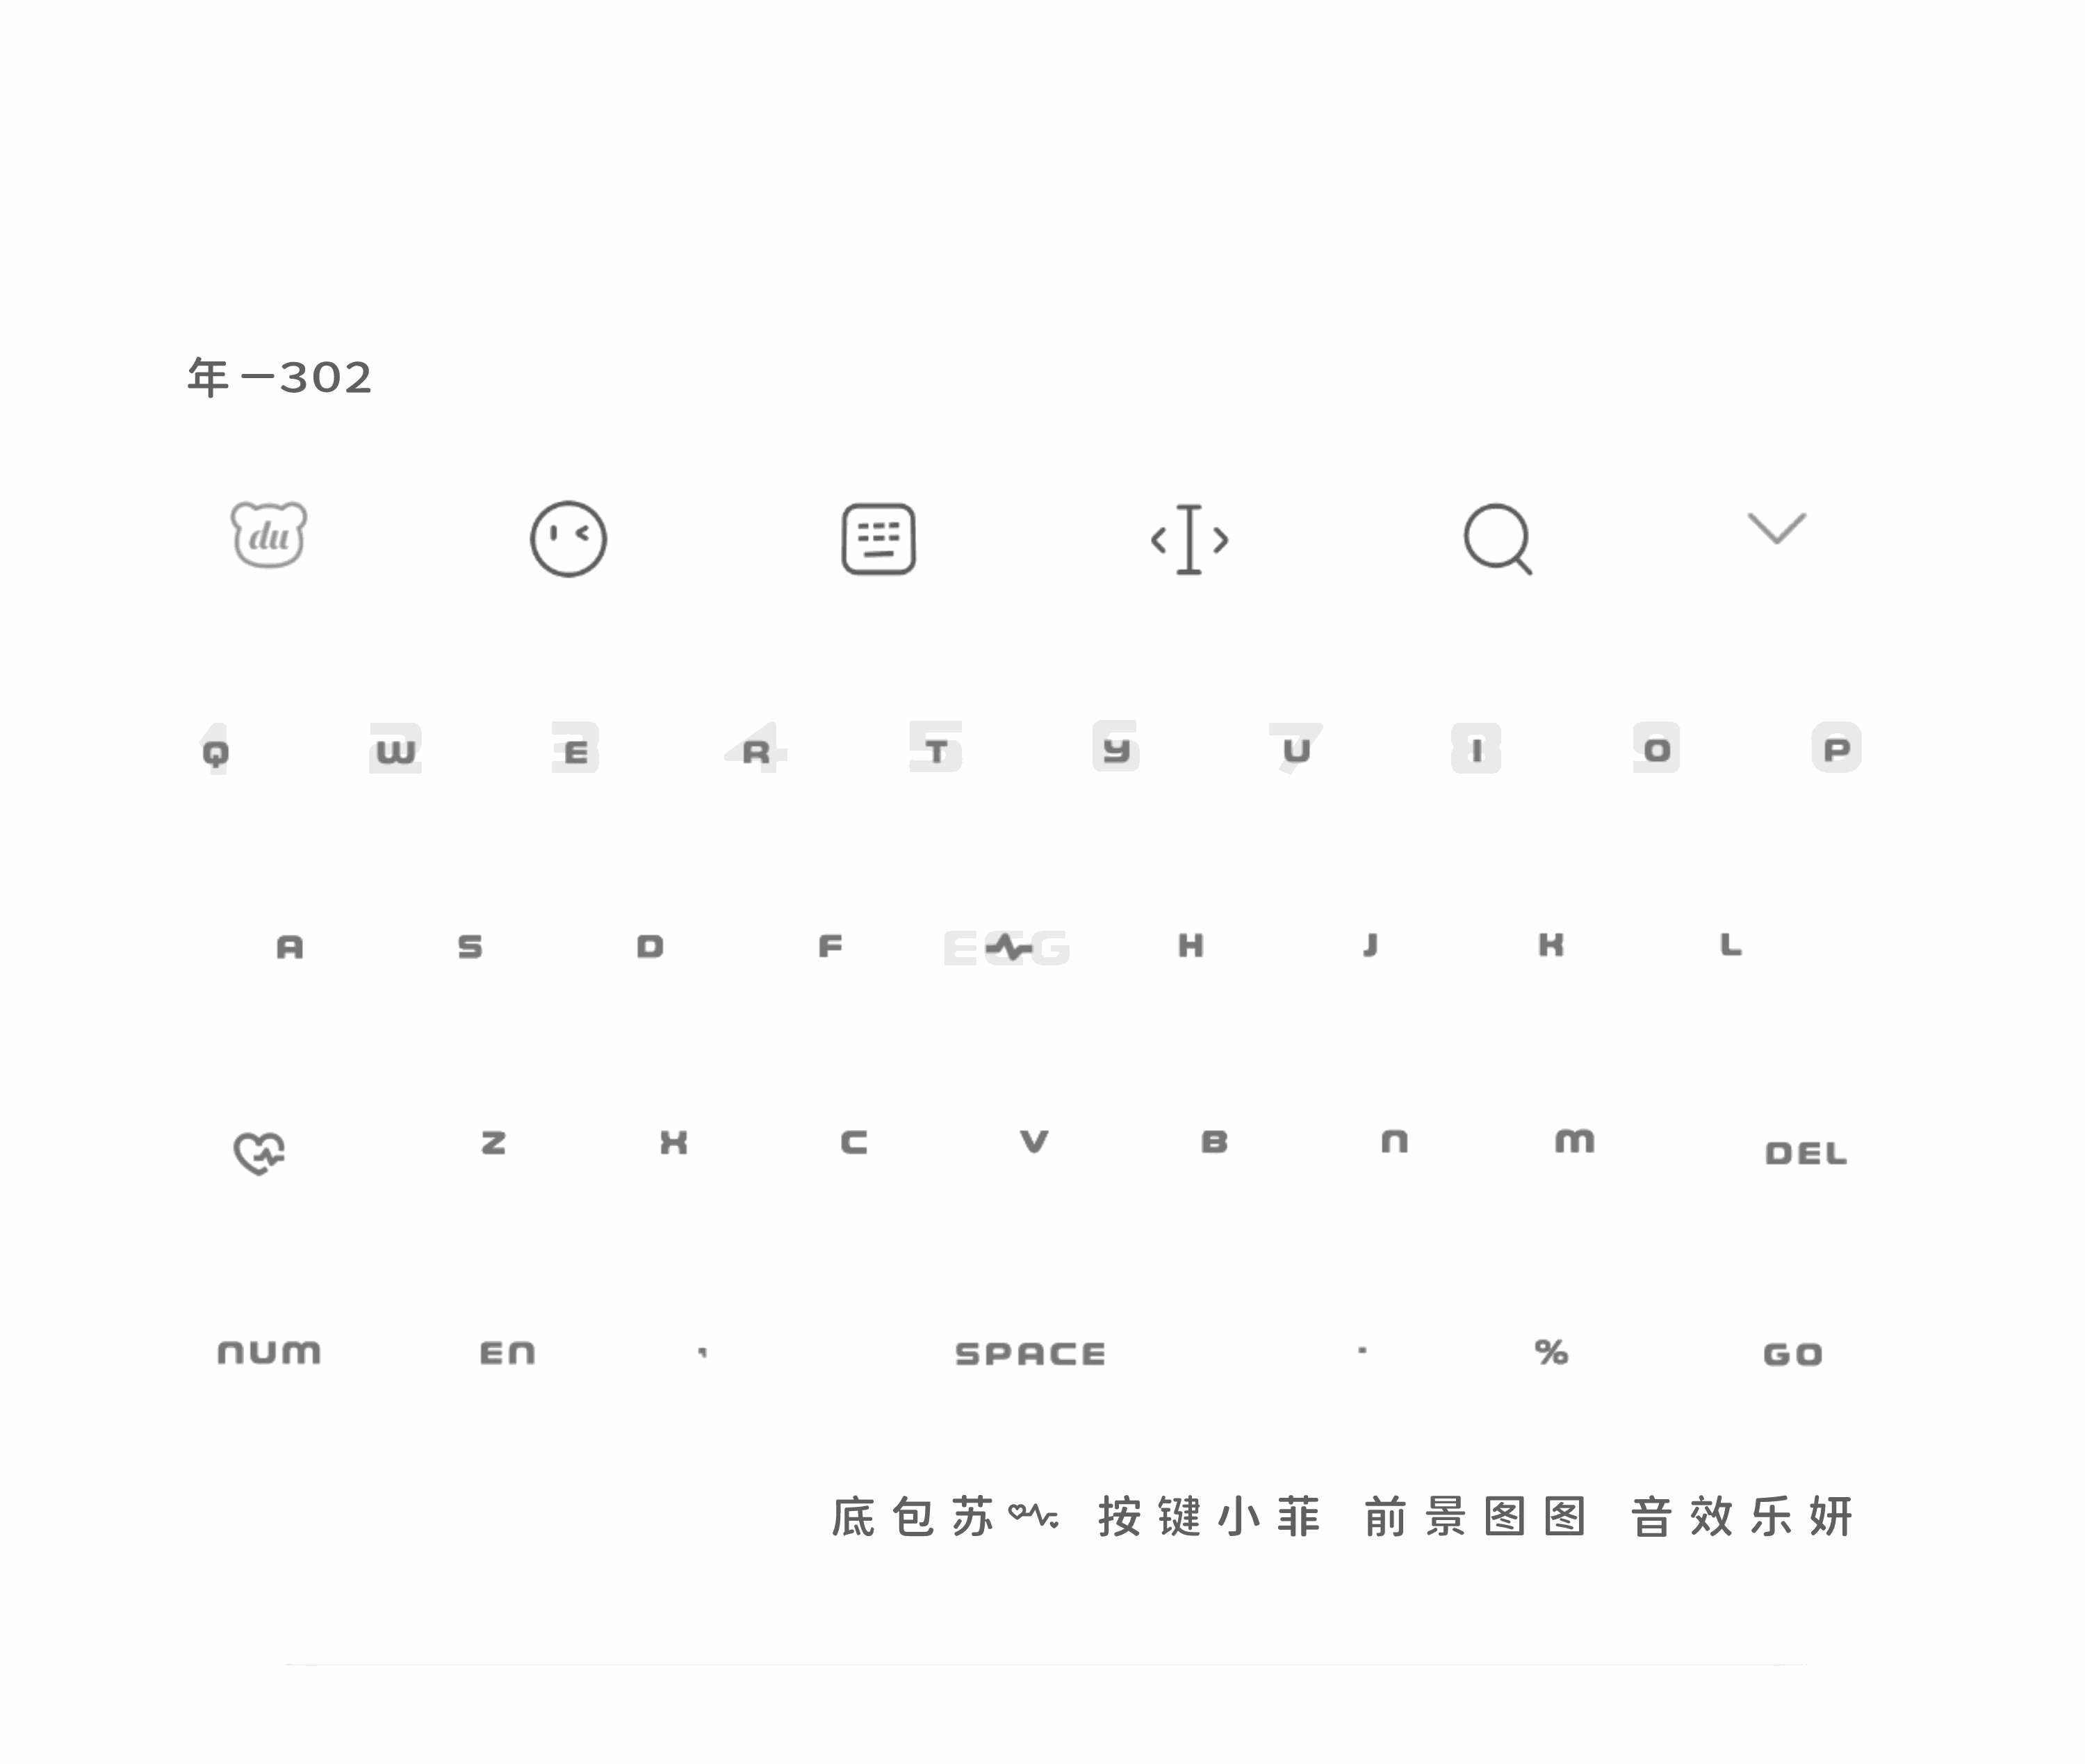 年一302
du
1 2 3 4 5 6 7 8 9 0
Q W E R T Y U I O P
A S D F ECG H J K L
Z X C V B N M DEL
NUM EN , SPACE . % GO
底包苏 按键小菲 前景图图 音效乐妍